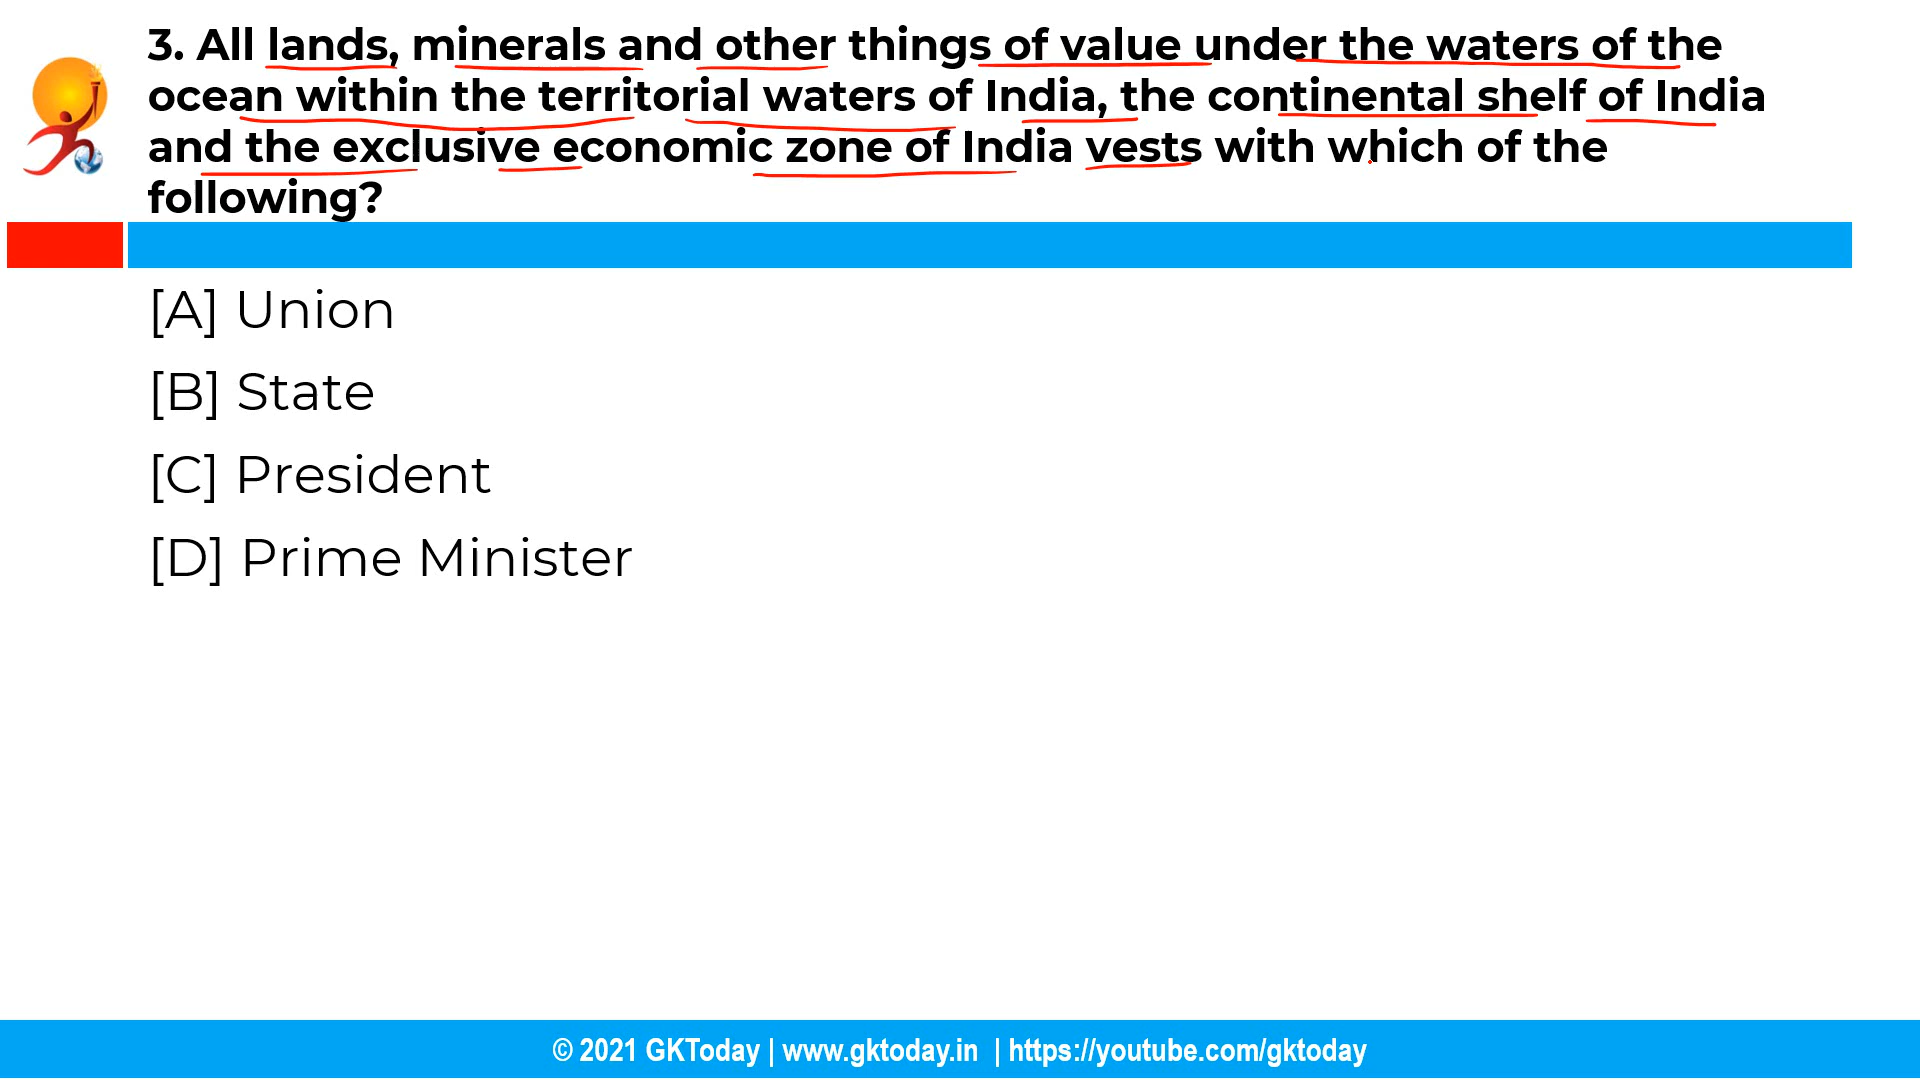 3. All lands, minerals and other things of value under the waters of the
ocean within the territorial waters of India, the continental shelf of India
and the exclusive economic zone of India vests with which of the
following?
[A] Union
[B] State
[C] President
[D] Prime Minister
© 2021 GKToday | www.gktoday.in | https://youtube.com/gktoday